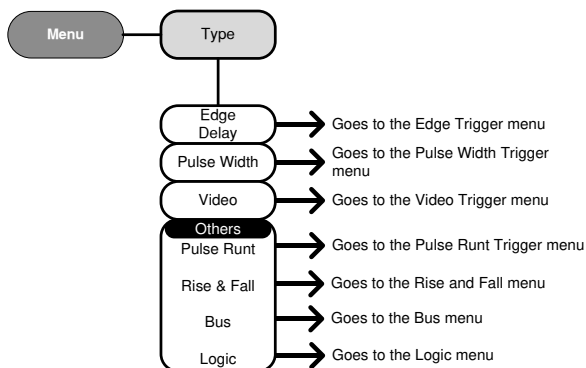 Menu
Type
Edge
Delay
Goes to the Edge Trigger menu
Pulse Width
Goes to the Pulse Width Trigger
menu
Video
Goes to the Video Trigger menu
Others
Pulse Runt
Goes to the Pulse Runt Trigger menu
Rise & Fall
Goes to the Rise and Fall menu
Bus
Goes to the Bus menu
Logic
Goes to the Logic menu